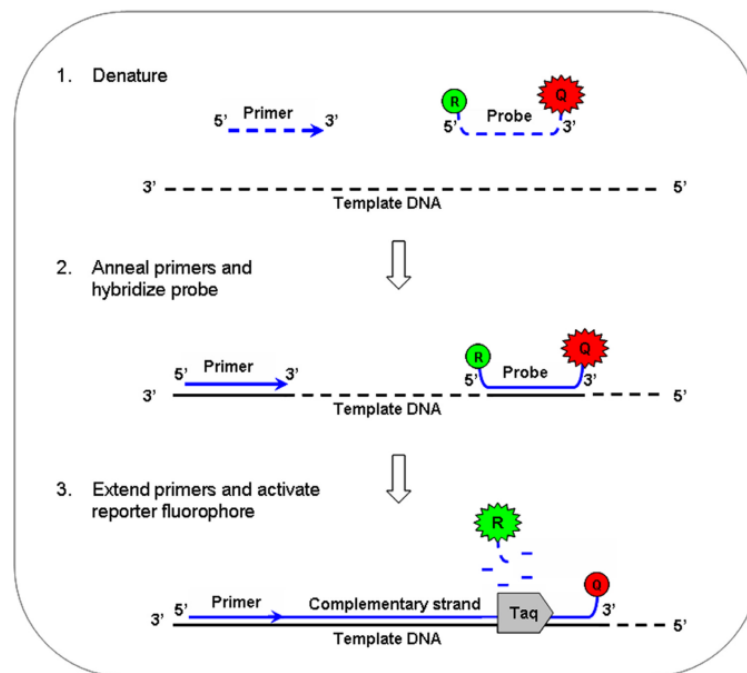 1. Denature
5' Primer 3'
R Q
5' Probe 3'
3' 5'
Template DNA
2. Anneal primers and
hybridize probe
R Q
5' Primer 3' 5' Probe 3'
3' 5'
Template DNA
3. Extend primers and activate
reporter fluorophore
R
Q
5' Primer Complementary strand Taq 3'
3' 5'
Template DNA